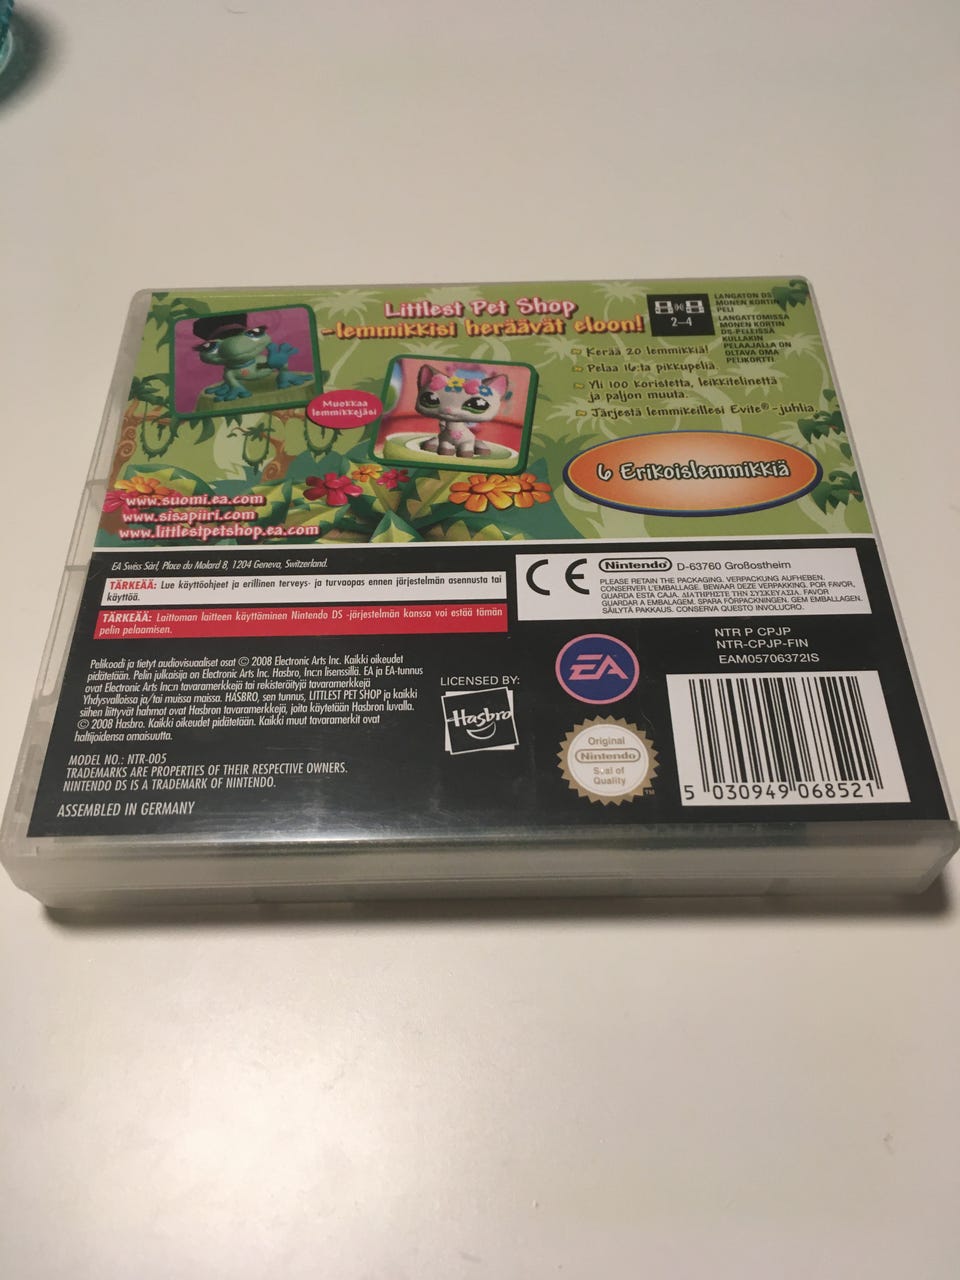 Littlest Pet Shop
-lemmikkisi heräävät eloon!
2-4
LANGATON DS
MONEN KORTIN
PELI
LANGATTOMISSA
MONEN KORTIN
DS-PELEISSÄ
KULLAKIN
PELAAJALLA ON
OLTAVA OMA
PELIKORTTI
Kerää 20 lemmikkiä!
Pelaa 16:ta pikkupeliä.
Yli 100 koristetta, leikkitelinettä
ja paljon muuta.
Järjestä lemmikeillesi Evite®-juhlia.
Muokkaa
lemmikkejäsi
6 Erikoislemmikkiä
www.suomi.ea.com
www.sisapiiri.com
www.littlestpetshop.ea.com
EA Swiss Sàrl, Place du Molard 8, 1204 Geneva, Switzerland.
TÄRKEÄÄ: Lue käyttöohjeet ja erillinen terveys- ja turvaopas ennen järjestelmän asennusta tai
käyttöä.
TÄRKEÄÄ: Laittoman laitteen käyttäminen Nintendo DS -järjestelmän kanssa voi estää tämän
pelin pelaamisen.
CE
Nintendo
D-63760 Großostheim
PLEASE RETAIN THE PACKAGING. VERPACKUNG AUFHEBEN.
CONSERVER L'EMBALLAGE. BEWAAR DEZE VERPAKKING. POR FAVOR,
GUARDA ESTA CAJA. ΔΙΑΤΗΡΗΣΤΕ ΤΗΝ ΣΥΣΚΕΥΑΣΙΑ. FAVOR
GUARDAR A EMBALAGEM. SPARA FÖRPACKNINGEN. GEM EMBALLAGEN.
SÄILYTÄ PAKKAUS. CONSERVA QUESTO INVOLUCRO.
Pelikoodi ja tietyt audiovisuaaliset osat © 2008 Electronic Arts Inc. Kaikki oikeudet
pidätetään. Pelin julkaisija on Electronic Arts Inc. Hasbro, Inc:n lisenssillä. EA ja EA-tunnus
ovat Electronic Arts Inc:n tavaramerkkejä tai rekisteröityjä tavaramerkkejä
Yhdysvalloissa ja/tai muissa maissa. HASBRO, sen tunnus, LITTLEST PET SHOP ja kaikki
siihen liittyvät hahmot ovat Hasbron tavaramerkkejä, joita käytetään Hasbron luvalla.
© 2008 Hasbro. Kaikki oikeudet pidätetään. Kaikki muut tavaramerkit ovat
haltijoidensa omaisuutta.
MODEL NO.: NTR-005
TRADEMARKS ARE PROPERTIES OF THEIR RESPECTIVE OWNERS.
NINTENDO DS IS A TRADEMARK OF NINTENDO.
ASSEMBLED IN GERMANY
LICENSED BY:
Hasbro
EA
Original
Nintendo
Seal of
Quality
TM
NTR P CPJP
NTR-CPJP-FIN
EAM05706372IS
5 030949 068521